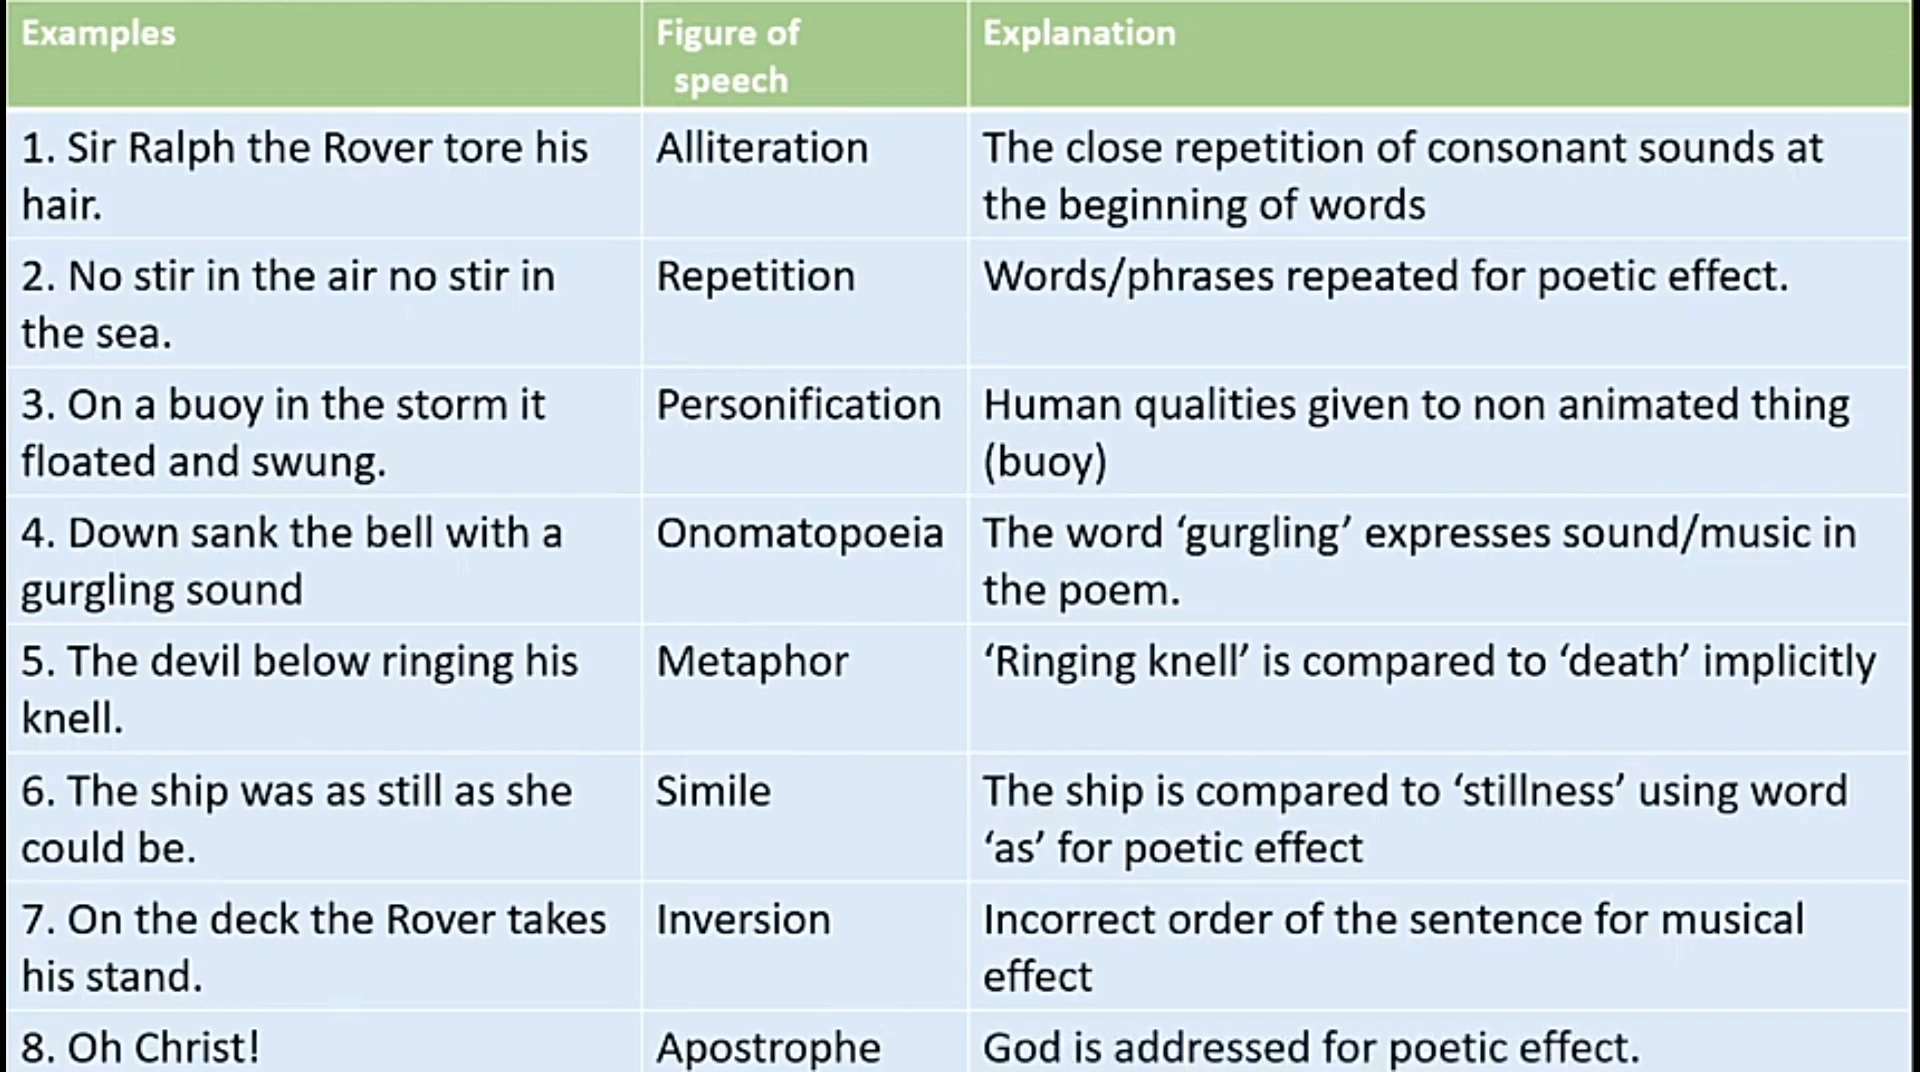 Examples
Figure of
speech
Explanation
1. Sir Ralph the Rover tore his
hair.
Alliteration
The close repetition of consonant sounds at
the beginning of words
2. No stir in the air no stir in
the sea.
Repetition
Words/phrases repeated for poetic effect.
3. On a buoy in the storm it
floated and swung.
Personification
Human qualities given to non animated thing
(buoy)
4. Down sank the bell with a
gurgling sound
Onomatopoeia
The word ‘gurgling’ expresses sound/music in
the poem.
5. The devil below ringing his
knell.
Metaphor
‘Ringing knell’ is compared to ‘death’ implicitly
6. The ship was as still as she
could be.
Simile
The ship is compared to ‘stillness’ using word
‘as’ for poetic effect
7. On the deck the Rover takes
his stand.
Inversion
Incorrect order of the sentence for musical
effect
8. Oh Christ!
Apostrophe
God is addressed for poetic effect.